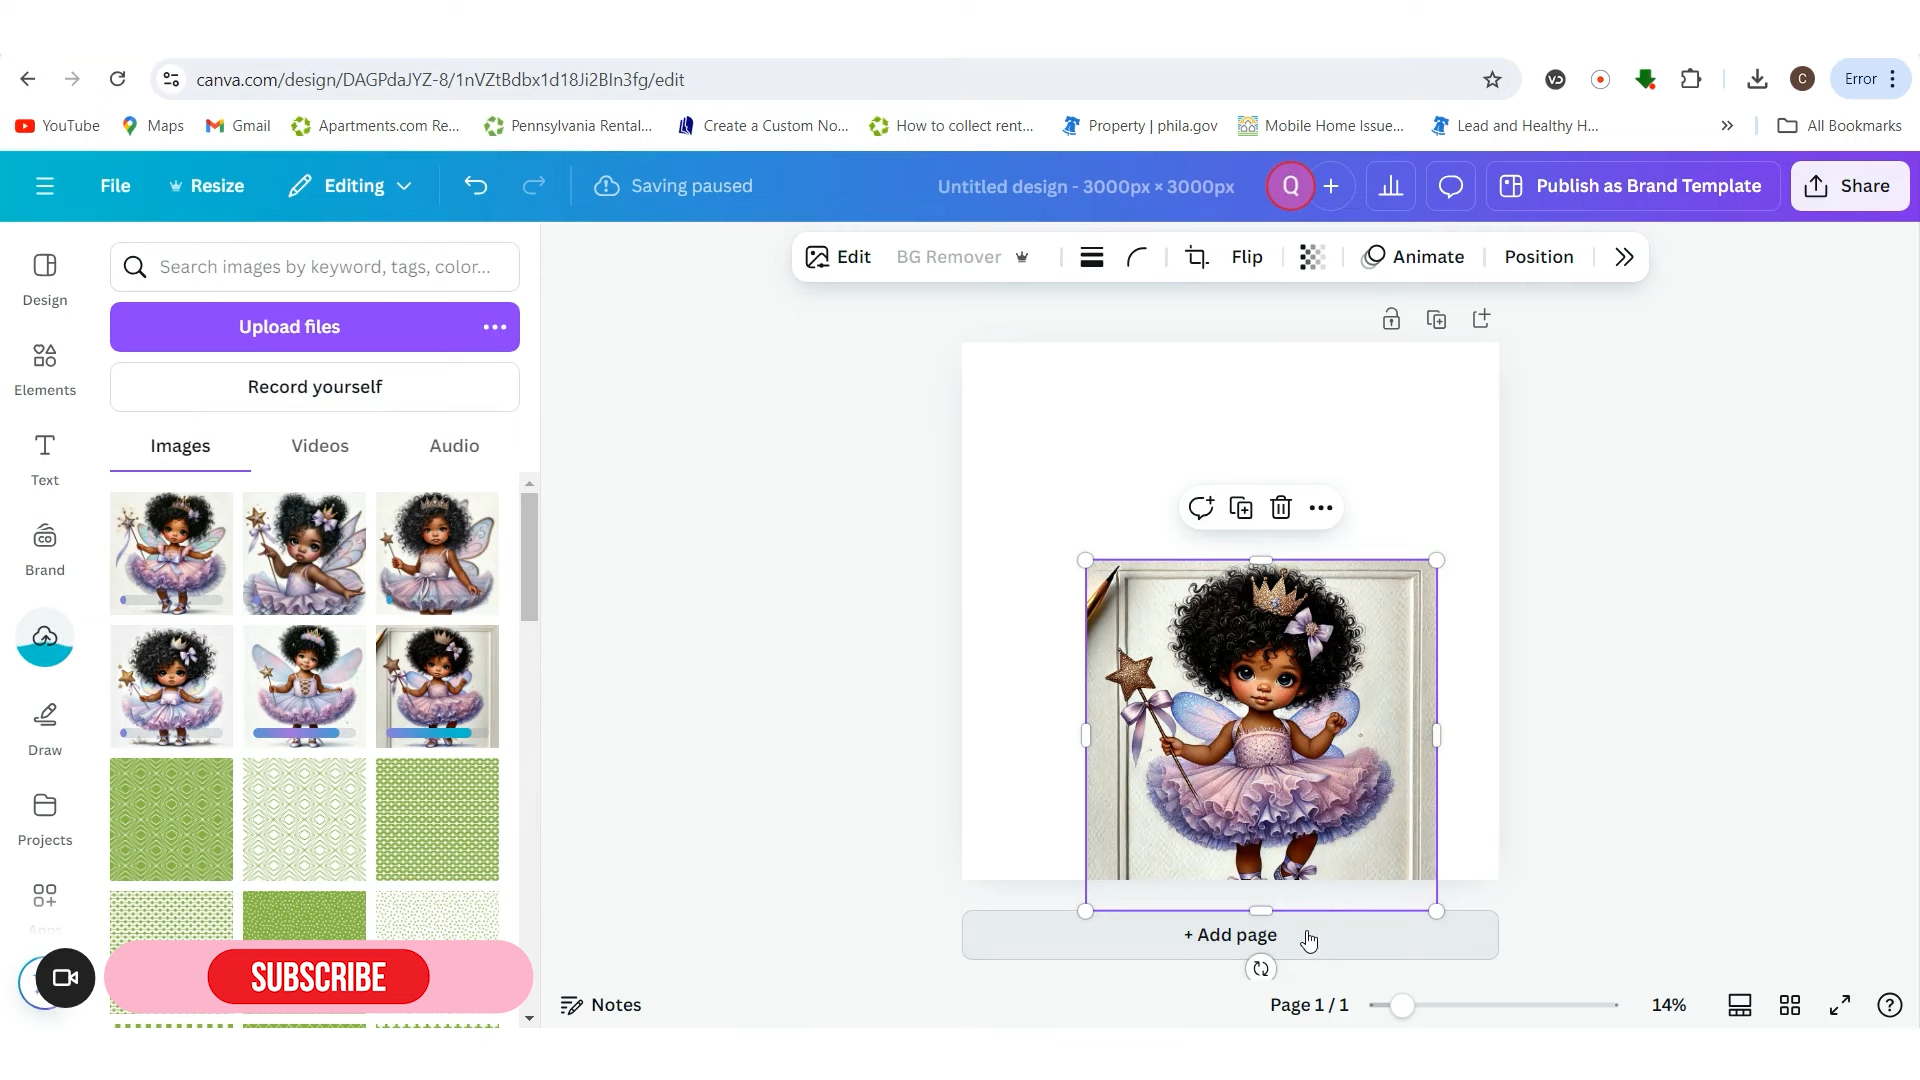 canva.com/design/DAGPdaJYZ-8/1nVZtBdbx1d18Ji2BIn3fg/edit
C
Error
YouTube
Maps
Gmail
Apartments.com Re...
Pennsylvania Rental...
Create a Custom No...
How to collect rent...
Property | phila.gov
Mobile Home Issue...
Lead and Healthy H...
All Bookmarks
File
Resize
Editing
Saving paused
Untitled design - 3000px × 3000px
Q
Publish as Brand Template
Share
Design
Elements
Text
Brand
Draw
Projects
Apps
Search images by keyword, tags, color...
Upload files
Record yourself
Images
Videos
Audio
Edit
BG Remover
Flip
Animate
Position
+ Add page
SUBSCRIBE
Notes
Page 1 / 1
14%